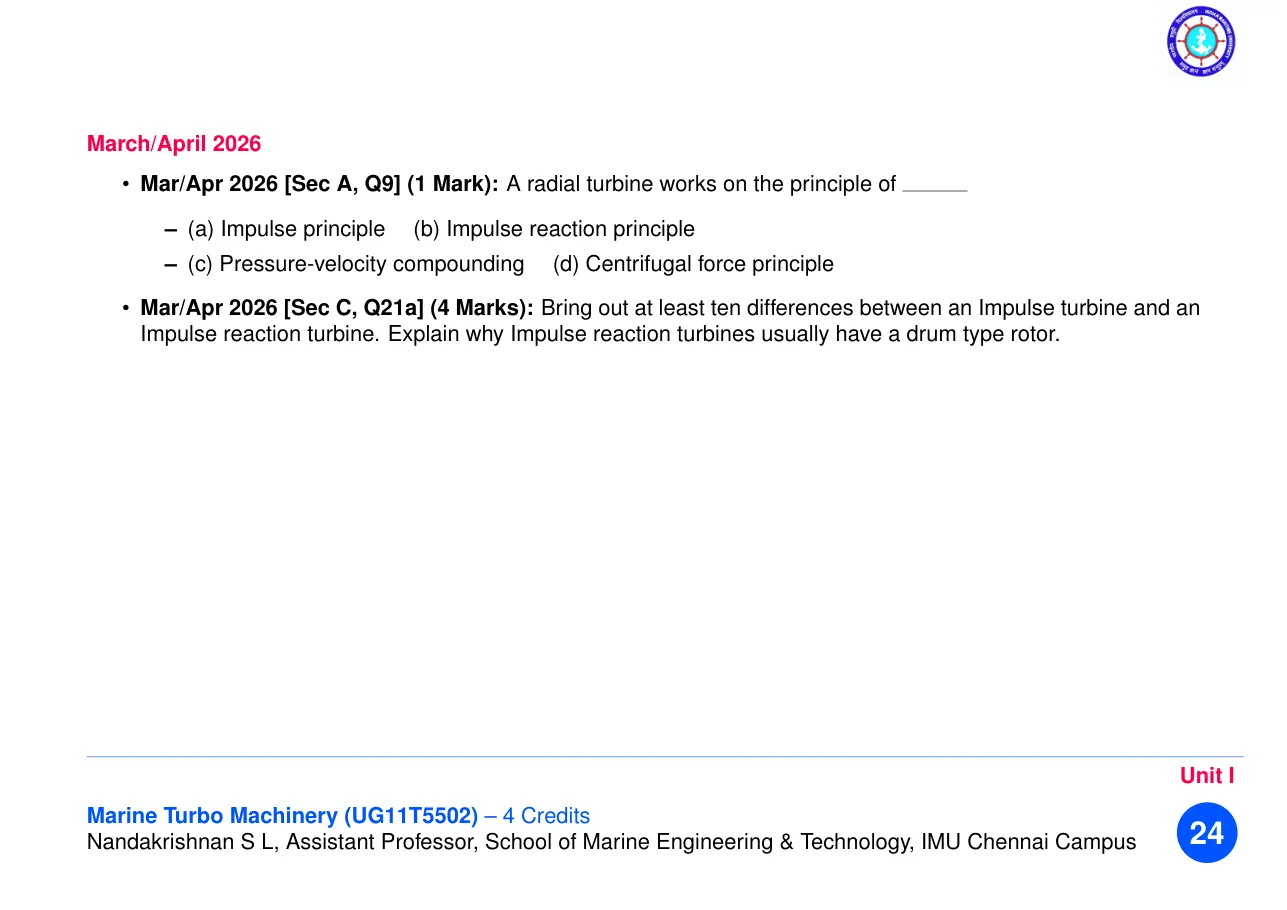 March/April 2026
• Mar/Apr 2026 [Sec A, Q9] (1 Mark): A radial turbine works on the principle of ______
– (a) Impulse principle (b) Impulse reaction principle
– (c) Pressure-velocity compounding (d) Centrifugal force principle
• Mar/Apr 2026 [Sec C, Q21a] (4 Marks): Bring out at least ten differences between an Impulse turbine and an
Impulse reaction turbine. Explain why Impulse reaction turbines usually have a drum type rotor.
Unit I
Marine Turbo Machinery (UG11T5502) – 4 Credits
Nandakrishnan S L, Assistant Professor, School of Marine Engineering & Technology, IMU Chennai Campus
24